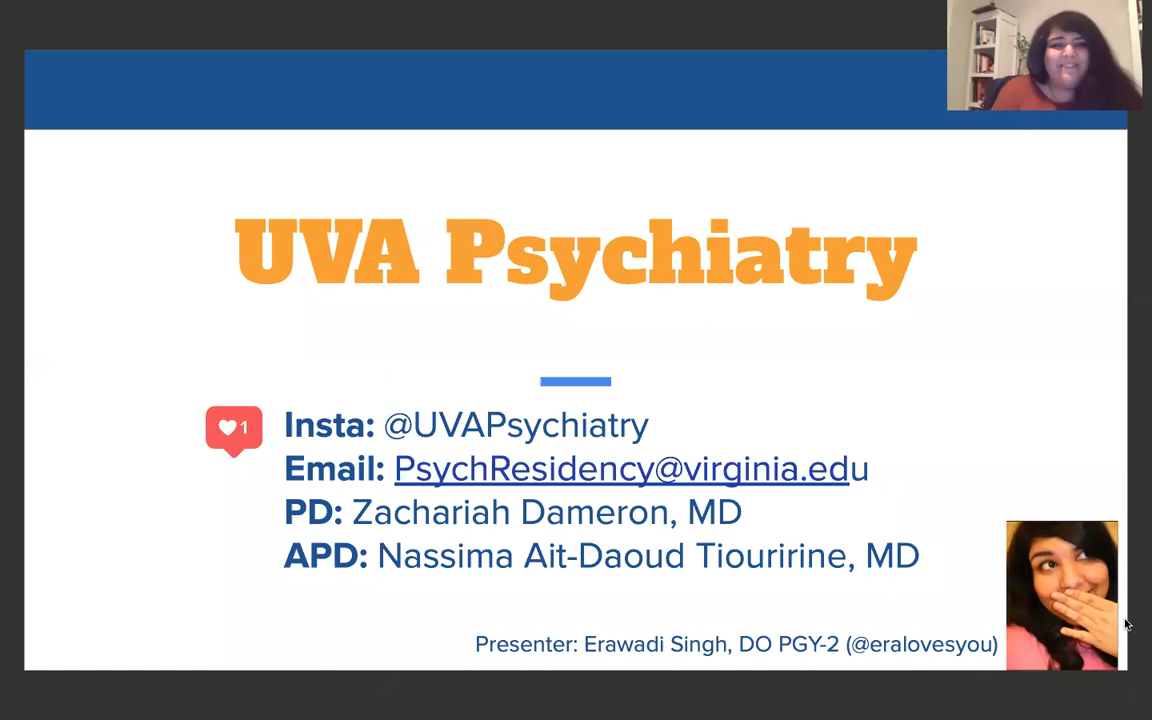 UVA Psychiatry
1
Insta: @UVAPsychiatry
Email: PsychResidency@virginia.edu
PD: Zachariah Dameron, MD
APD: Nassima Ait-Daoud Tiouririne, MD
Presenter: Erawadi Singh, DO PGY-2 (@eralovesyou)